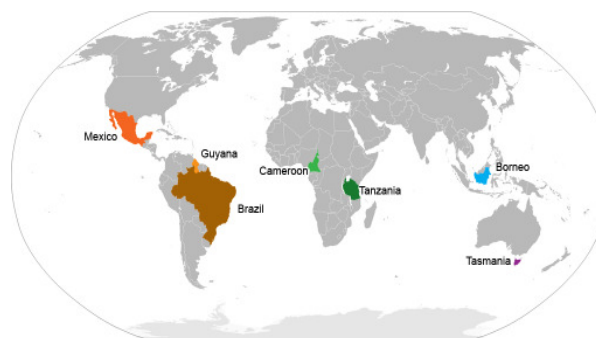 Mexico
Guyana
Cameroon
Borneo
Tanzania
Brazil
Tasmania